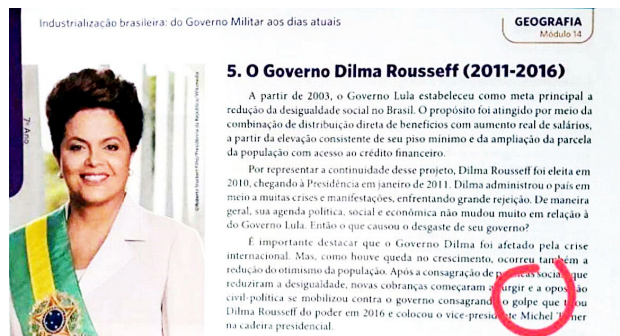 Industrialização brasileira: do Governo Militar aos dias atuais
GEOGRAFIA
Módulo 14
7º Ano
5. O Governo Dilma Rousseff (2011-2016)
A partir de 2003, o Governo Lula estabeleceu como meta principal a
redução da desigualdade social no Brasil. O propósito foi atingido por meio da
combinação de distribuição direta de benefícios com aumento real de salários,
a partir da elevação consistente de seu piso mínimo e da ampliação da parcela
da população com acesso ao crédito financeiro.
Por representar a continuidade desse projeto, Dilma Rousseff foi eleita em
2010, chegando à Presidência em janeiro de 2011. Dilma administrou o país em
meio a muitas crises e manifestações, enfrentando grande rejeição. De maneira
geral, sua agenda política, social e econômica não mudou muito em relação à
do Governo Lula. Então o que causou o desgaste de seu governo?
É importante destacar que o Governo Dilma foi afetado pela crise
internacional. Mas, como houve queda no crescimento, ocorreu também a
redução do otimismo da população. Após a consagração de políticas sociais que
reduziram a desigualdade, novas cobranças começaram a surgir e a oposição
civil-política se mobilizou contra o governo consagrando o golpe que tirou
Dilma Rousseff do poder em 2016 e colocou o vice-presidente Michel Temer
na cadeira presidencial.